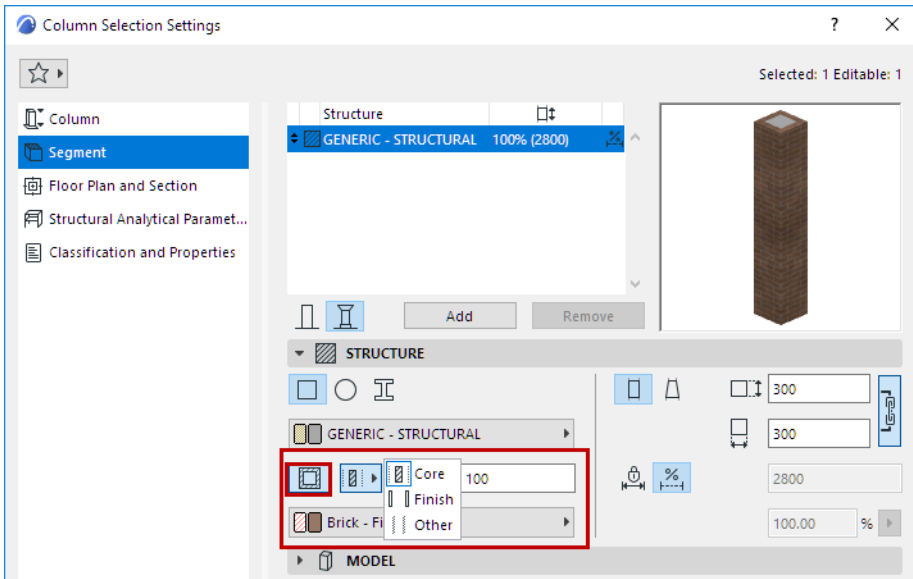 Column Selection Settings
?
Selected: 1 Editable: 1
Column
Segment
Floor Plan and Section
Structural Analytical Paramet...
Classification and Properties
Structure
GENERIC - STRUCTURAL 100% (2800)
Add Remove
STRUCTURE
300
GENERIC - STRUCTURAL
300
Core
100
%
2800
Finish
Brick - Fi
Other
100.00 %
MODEL